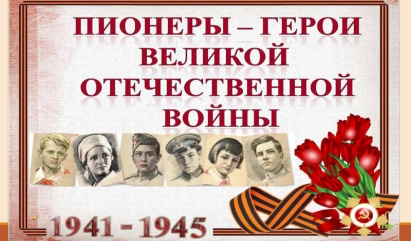 ПИОНЕРЫ – ГЕРОИ
ВЕЛИКОЙ
ОТЕЧЕСТВЕННОЙ
ВОЙНЫ
1941 - 1945